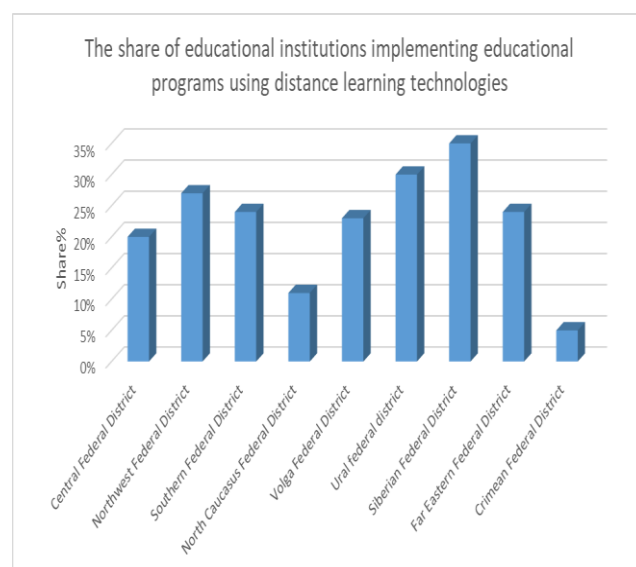 The share of educational institutions implementing educational
programs using distance learning technologies
Share%
35%
30%
25%
20%
15%
10%
5%
0%
Central Federal District
Northwest Federal District
Southern Federal District
North Caucasus Federal District
Volga Federal District
Ural federal district
Siberian Federal District
Far Eastern Federal District
Crimean Federal District